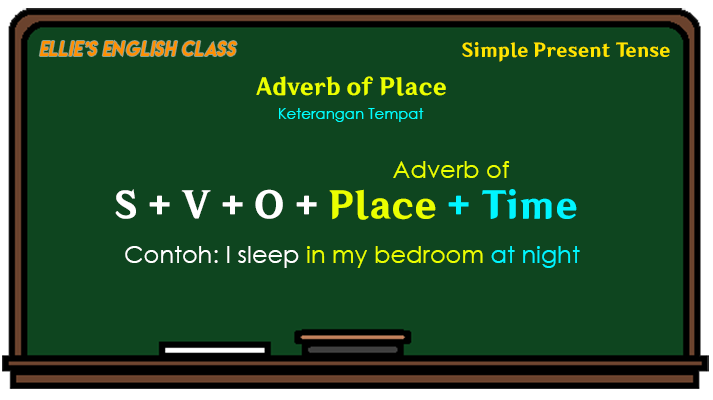 ELLIE'S ENGLISH CLASS
Simple Present Tense
Adverb of Place
Keterangan Tempat
Adverb of
S + V + O + Place + Time
Contoh: I sleep in my bedroom at night